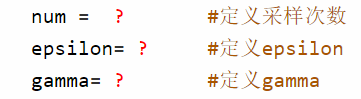 num =  ?        #定义采样次数
epsilon= ?      #定义epsilon
gamma= ?        #定义gamma